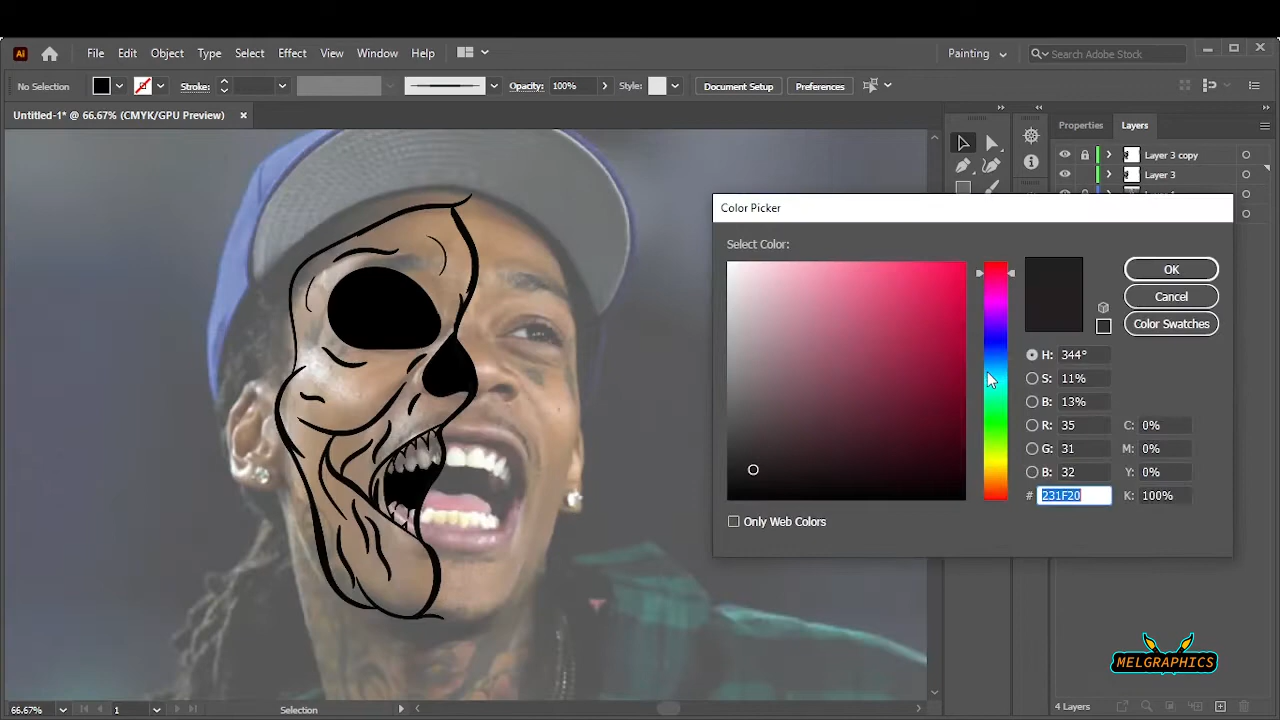 Ai File Edit Object Type Select Effect View Window Help Painting Search Adobe Stock
No Selection Stroke: Opacity: 100% Style: Document Setup Preferences
Untitled-1* @ 66.67% (CMYK/GPU Preview) ×
Properties Layers
Layer 3 copy
Layer 3
Color Picker
Select Color:
OK
Cancel
Color Swatches
H: 344°
S: 11%
B: 13%
R: 35 C: 0%
G: 31 M: 0%
B: 32 Y: 0%
# 231F20 K: 100%
Only Web Colors
MELGRAPHICS
66.67% 1 Selection 4 Layers